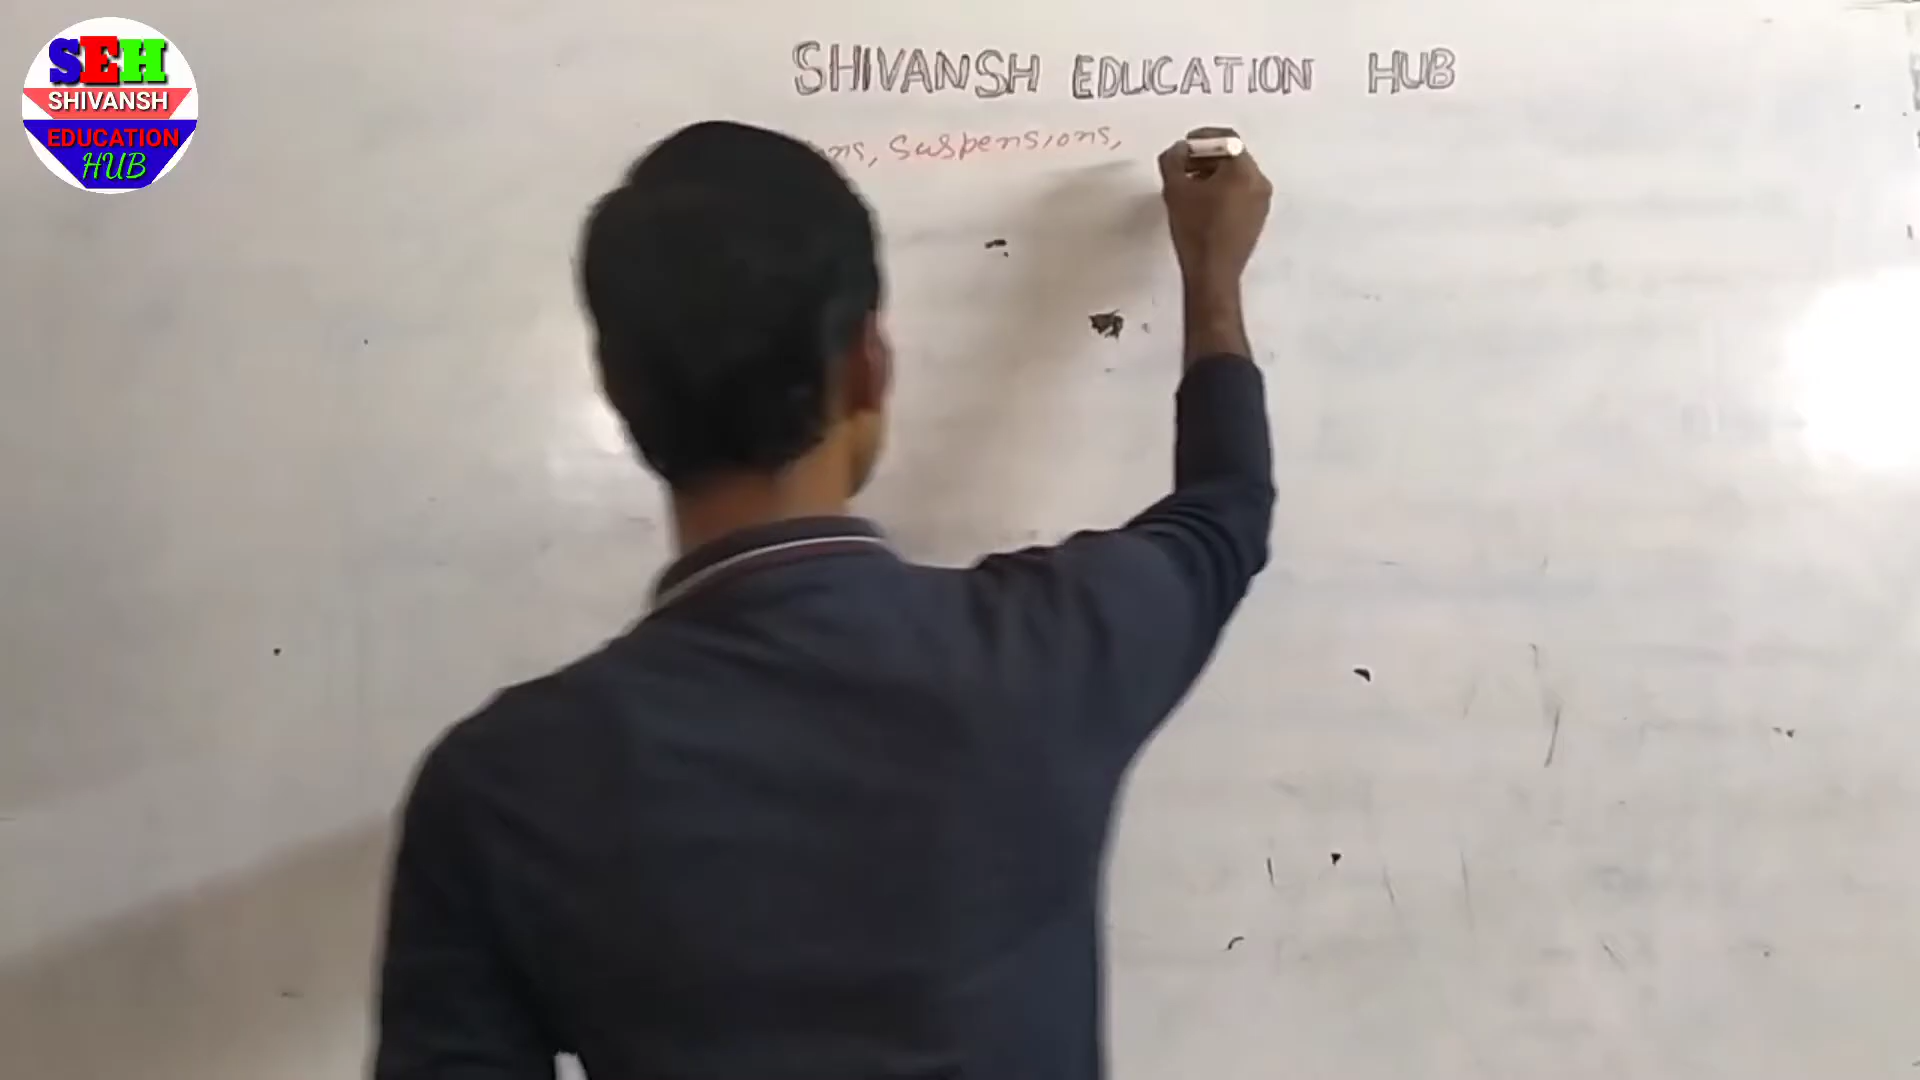 SEH
SHIVANSH
EDUCATION
HUB
SHIVANSH EDUCATION HUB
suspensions,